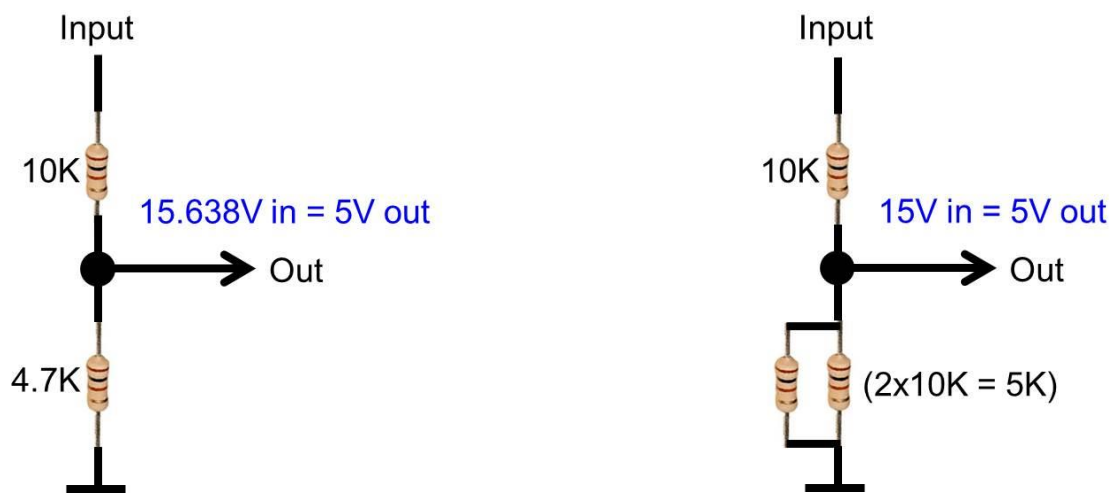 Input
10K
15.638V in = 5V out
Out
4.7K
Input
10K
15V in = 5V out
Out
(2x10K = 5K)